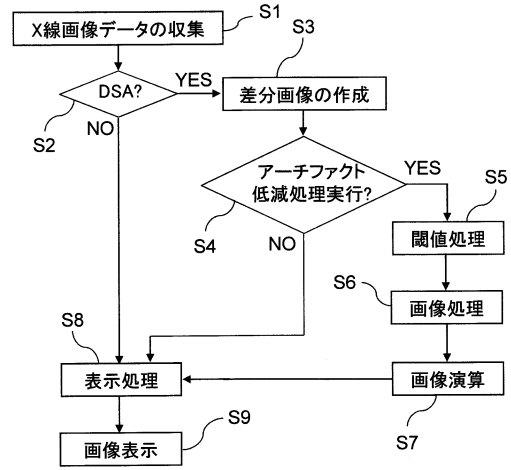 X線画像データの収集
S1
DSA?
YES
S2
NO
S3
差分画像の作成
アーチファクト
低減処理実行?
YES
S4
NO
S5
閾値処理
S6
画像処理
S8
表示処理
画像演算
S7
S9
画像表示